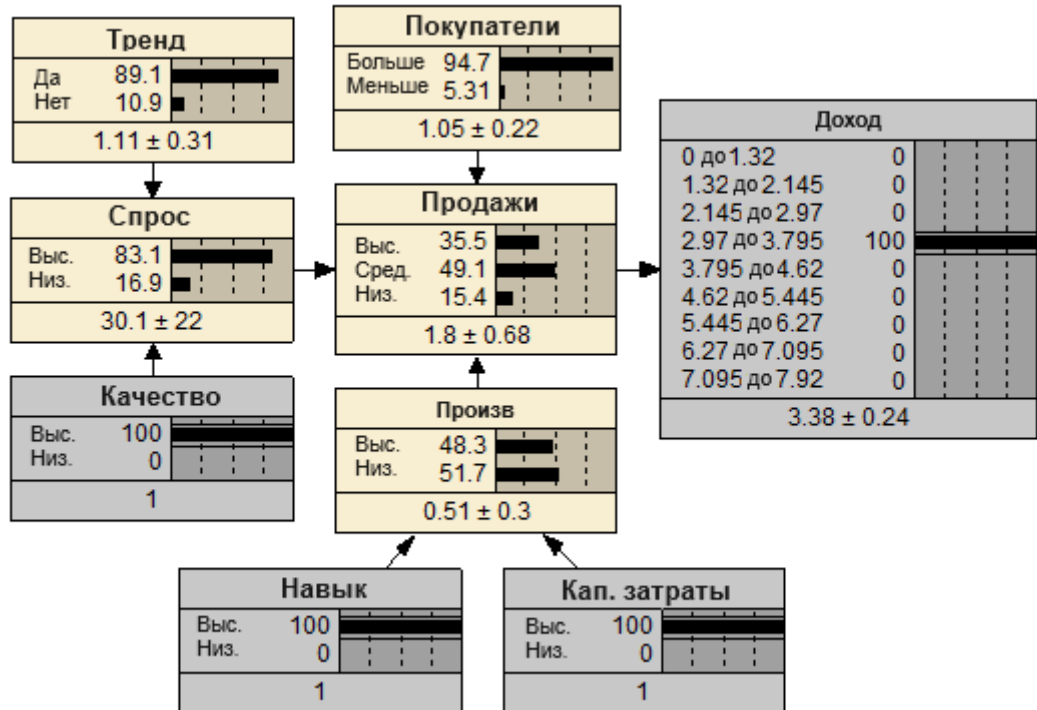 Тренд
Да 89.1
Нет 10.9
1.11 ± 0.31
Покупатели
Больше 94.7
Меньше 5.31
1.05 ± 0.22
Доход
0 до 1.32 0
1.32 до 2.145 0
2.145 до 2.97 0
2.97 до 3.795 100
3.795 до 4.62 0
4.62 до 5.445 0
5.445 до 6.27 0
6.27 до 7.095 0
7.095 до 7.92 0
3.38 ± 0.24
Спрос
Выс. 83.1
Низ. 16.9
30.1 ± 22
Продажи
Выс. 35.5
Сред. 49.1
Низ. 15.4
1.8 ± 0.68
Качество
Выс. 100
Низ. 0
1
Произв
Выс. 48.3
Низ. 51.7
0.51 ± 0.3
Навык
Выс. 100
Низ. 0
1
Кап. затраты
Выс. 100
Низ. 0
1